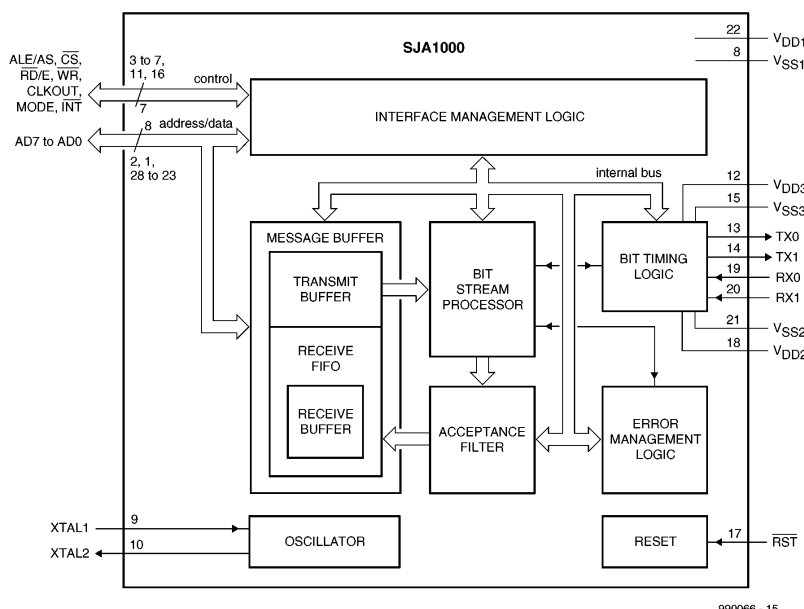 SJA1000
ALE/AS, CS,
RD/E, WR,
CLKOUT,
MODE, INT
3 to 7,
11, 16
control
7
AD7 to AD0
8
address/data
2, 1,
28 to 23
INTERFACE MANAGEMENT LOGIC
22
VDD1
8
VSS1
internal bus
12
VDD3
15
VSS3
13
TX0
14
TX1
19
RX0
20
RX1
21
VSS2
18
VDD2
MESSAGE BUFFER
TRANSMIT
BUFFER
RECEIVE
FIFO
RECEIVE
BUFFER
BIT
STREAM
PROCESSOR
BIT TIMING
LOGIC
ACCEPTANCE
FILTER
ERROR
MANAGEMENT
LOGIC
XTAL1
9
XTAL2
10
OSCILLATOR
RESET
17
RST
990066 - 15